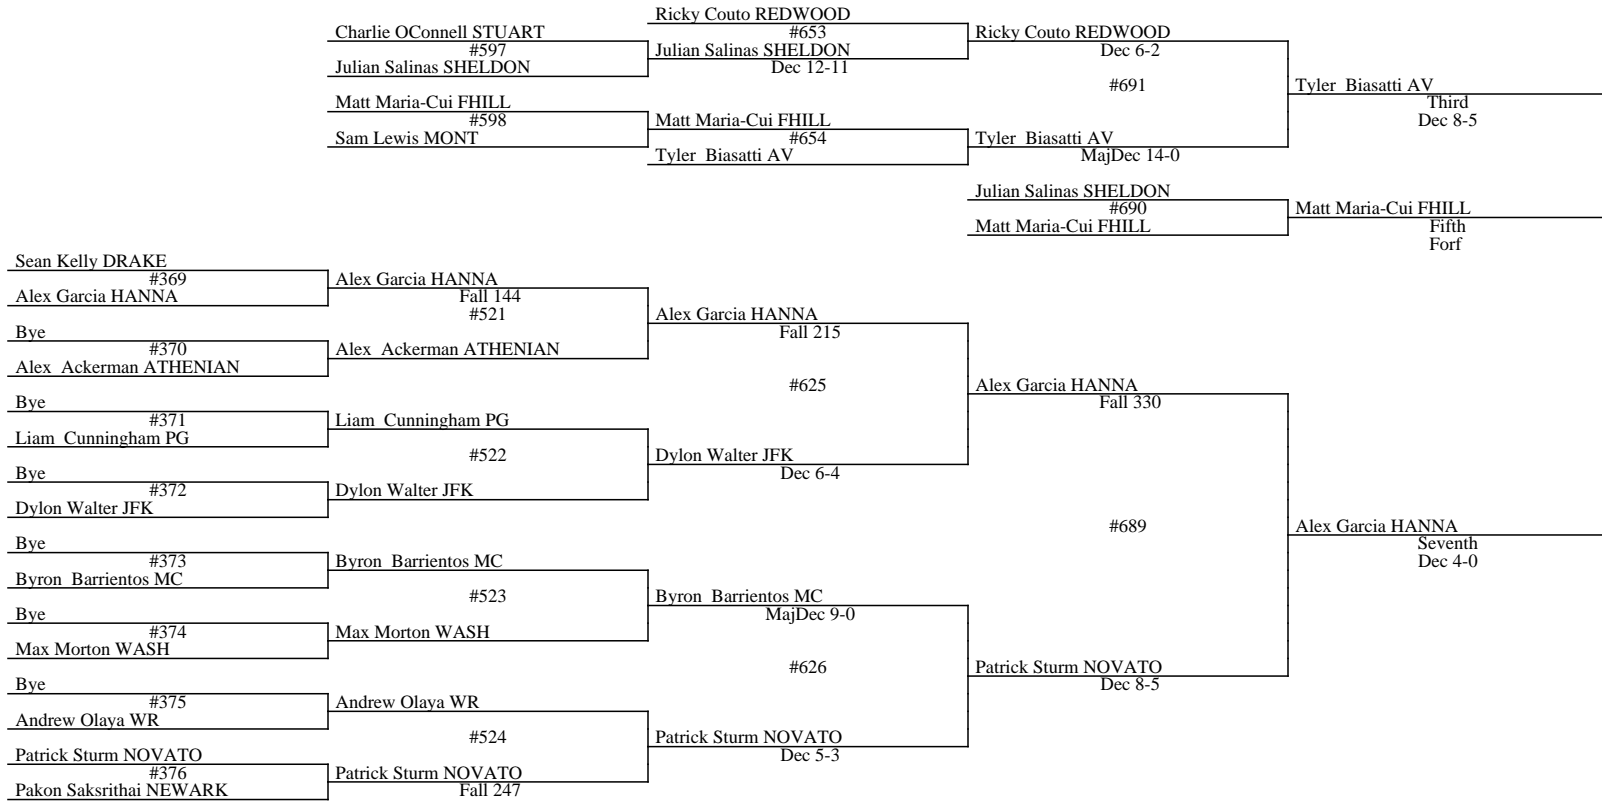 Ricky Couto REDWOOD
Charlie OConnell STUART
#653
Ricky Couto REDWOOD
#597
Julian Salinas SHELDON
Dec 6-2
Julian Salinas SHELDON
Dec 12-11
#691
Tyler Biasatti AV
Matt Maria-Cui FHILL
Third
#598
Matt Maria-Cui FHILL
Dec 8-5
Sam Lewis MONT
#654
Tyler Biasatti AV
Tyler Biasatti AV
MajDec 14-0
Julian Salinas SHELDON
#690
Matt Maria-Cui FHILL
Matt Maria-Cui FHILL
Fifth
Forf
Sean Kelly DRAKE
#369
Alex Garcia HANNA
Alex Garcia HANNA
Fall 144
#521
Alex Garcia HANNA
Bye
Fall 215
#370
Alex Ackerman ATHENIAN
Alex Ackerman ATHENIAN
#625
Alex Garcia HANNA
Bye
Fall 330
#371
Liam Cunningham PG
Liam Cunningham PG
#522
Dylon Walter JFK
Bye
Dec 6-4
#372
Dylon Walter JFK
Dylon Walter JFK
#689
Alex Garcia HANNA
Bye
Seventh
#373
Byron Barrientos MC
Dec 4-0
Byron Barrientos MC
#523
Byron Barrientos MC
Bye
MajDec 9-0
#374
Max Morton WASH
Max Morton WASH
#626
Patrick Sturm NOVATO
Bye
Dec 8-5
#375
Andrew Olaya WR
Andrew Olaya WR
#524
Patrick Sturm NOVATO
Patrick Sturm NOVATO
Dec 5-3
#376
Patrick Sturm NOVATO
Pakon Saksrithai NEWARK
Fall 247